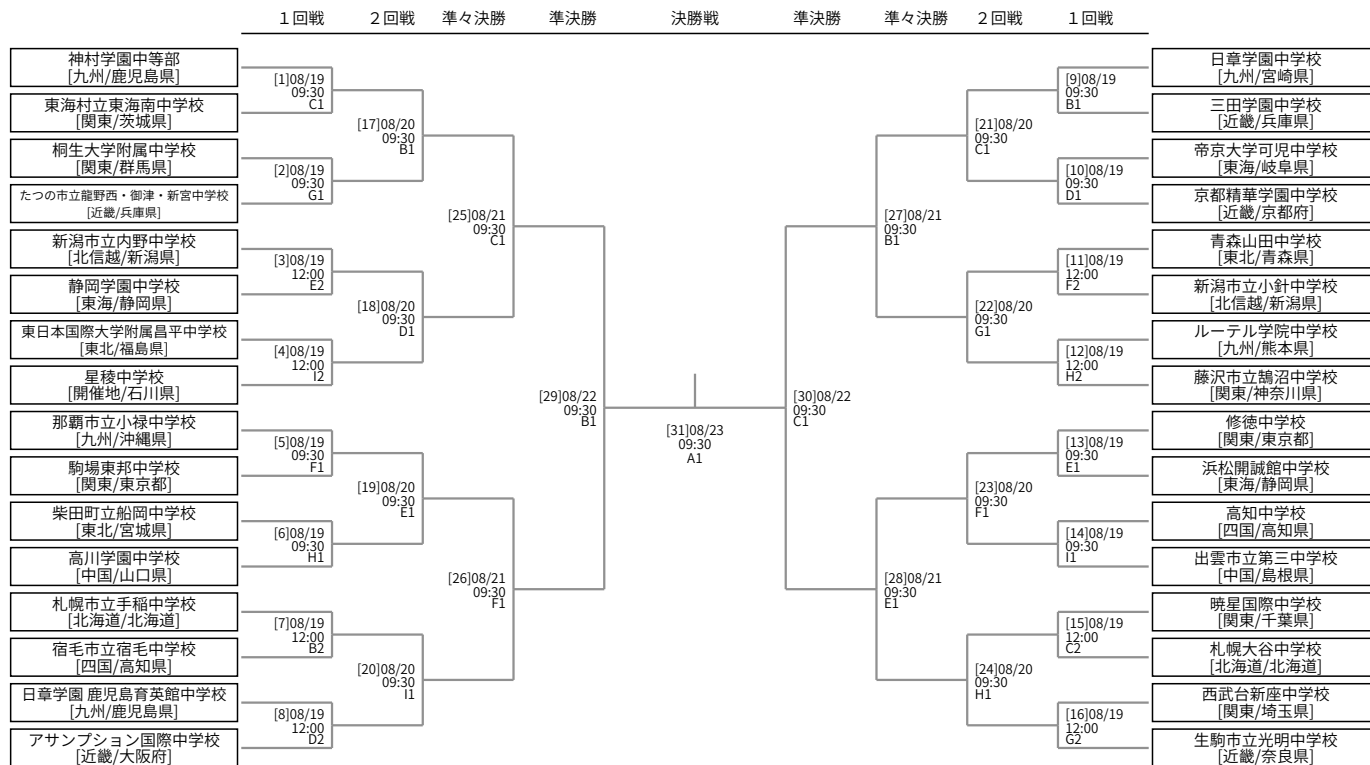 １回戦
２回戦
準々決勝
準決勝
決勝戦
準決勝
準々決勝
２回戦
１回戦
神村学園中等部
[九州/鹿児島県]
東海村立東海南中学校
[関東/茨城県]
桐生大学附属中学校
[関東/群馬県]
たつの市立龍野西・御津・新宮中学校
[近畿/兵庫県]
新潟市立内野中学校
[北信越/新潟県]
静岡学園中学校
[東海/静岡県]
東日本国際大学附属昌平中学校
[東北/福島県]
星稜中学校
[開催地/石川県]
那覇市立小禄中学校
[九州/沖縄県]
駒場東邦中学校
[関東/東京都]
柴田町立船岡中学校
[東北/宮城県]
高川学園中学校
[中国/山口県]
札幌市立手稲中学校
[北海道/北海道]
宿毛市立宿毛中学校
[四国/高知県]
日章学園 鹿児島育英館中学校
[九州/鹿児島県]
アサンプション国際中学校
[近畿/大阪府]
[1]08/19
09:30
C1
[2]08/19
09:30
G1
[3]08/19
12:00
E2
[4]08/19
12:00
I2
[5]08/19
09:30
F1
[6]08/19
09:30
H1
[7]08/19
12:00
B2
[8]08/19
12:00
D2
[17]08/20
09:30
B1
[18]08/20
09:30
D1
[19]08/20
09:30
E1
[20]08/20
09:30
I1
[25]08/21
09:30
C1
[26]08/21
09:30
F1
[29]08/22
09:30
B1
[31]08/23
09:30
A1
[30]08/22
09:30
C1
[27]08/21
09:30
B1
[28]08/21
09:30
E1
[21]08/20
09:30
C1
[22]08/20
09:30
G1
[23]08/20
09:30
F1
[24]08/20
09:30
H1
[9]08/19
09:30
B1
[10]08/19
09:30
D1
[11]08/19
12:00
F2
[12]08/19
12:00
H2
[13]08/19
09:30
E1
[14]08/19
09:30
I1
[15]08/19
12:00
C2
[16]08/19
12:00
G2
日章学園中学校
[九州/宮崎県]
三田学園中学校
[近畿/兵庫県]
帝京大学可児中学校
[東海/岐阜県]
京都精華学園中学校
[近畿/京都府]
青森山田中学校
[東北/青森県]
新潟市立小針中学校
[北信越/新潟県]
ルーテル学院中学校
[九州/熊本県]
藤沢市立鵠沼中学校
[関東/神奈川県]
修徳中学校
[関東/東京都]
浜松開誠館中学校
[東海/静岡県]
高知中学校
[四国/高知県]
出雲市立第三中学校
[中国/島根県]
暁星国際中学校
[関東/千葉県]
札幌大谷中学校
[北海道/北海道]
西武台新座中学校
[関東/埼玉県]
生駒市立光明中学校
[近畿/奈良県]